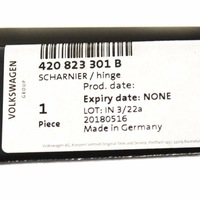 VOLKSWAGEN
GROUP
420 823 301 B
SCHARNIER / hinge
Prod. date:
Expiry date: NONE
1
Piece
LOT: IN 3/22a
20180516
Made in Germany